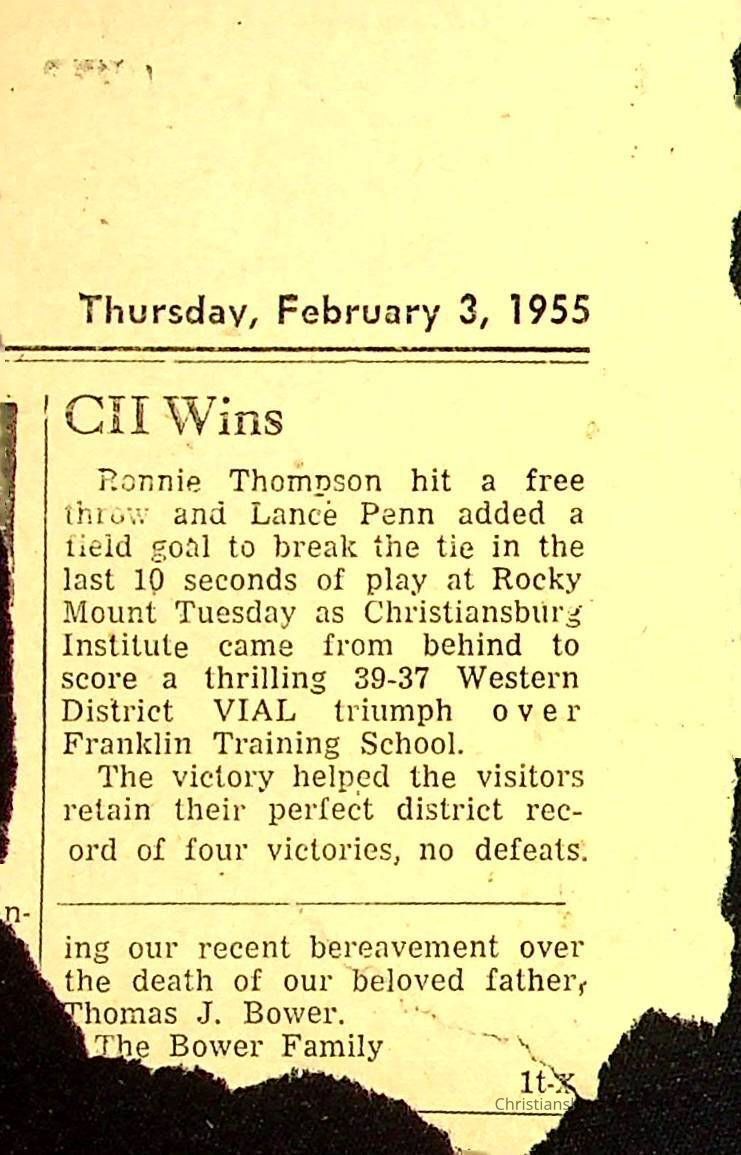 Thursday, February 3, 1955
CII Wins
Ronnie Thompson hit a free
throw and Lance Penn added a
field goal to break the tie in the
last 10 seconds of play at Rocky
Mount Tuesday as Christiansburg
Institute came from behind to
score a thrilling 39-37 Western
District VIAL triumph over
Franklin Training School.
The victory helped the visitors
retain their perfect district rec-
ord of four victories, no defeats.
n-
ing our recent bereavement over
the death of our beloved father,
Thomas J. Bower.
The Bower Family
1t-x